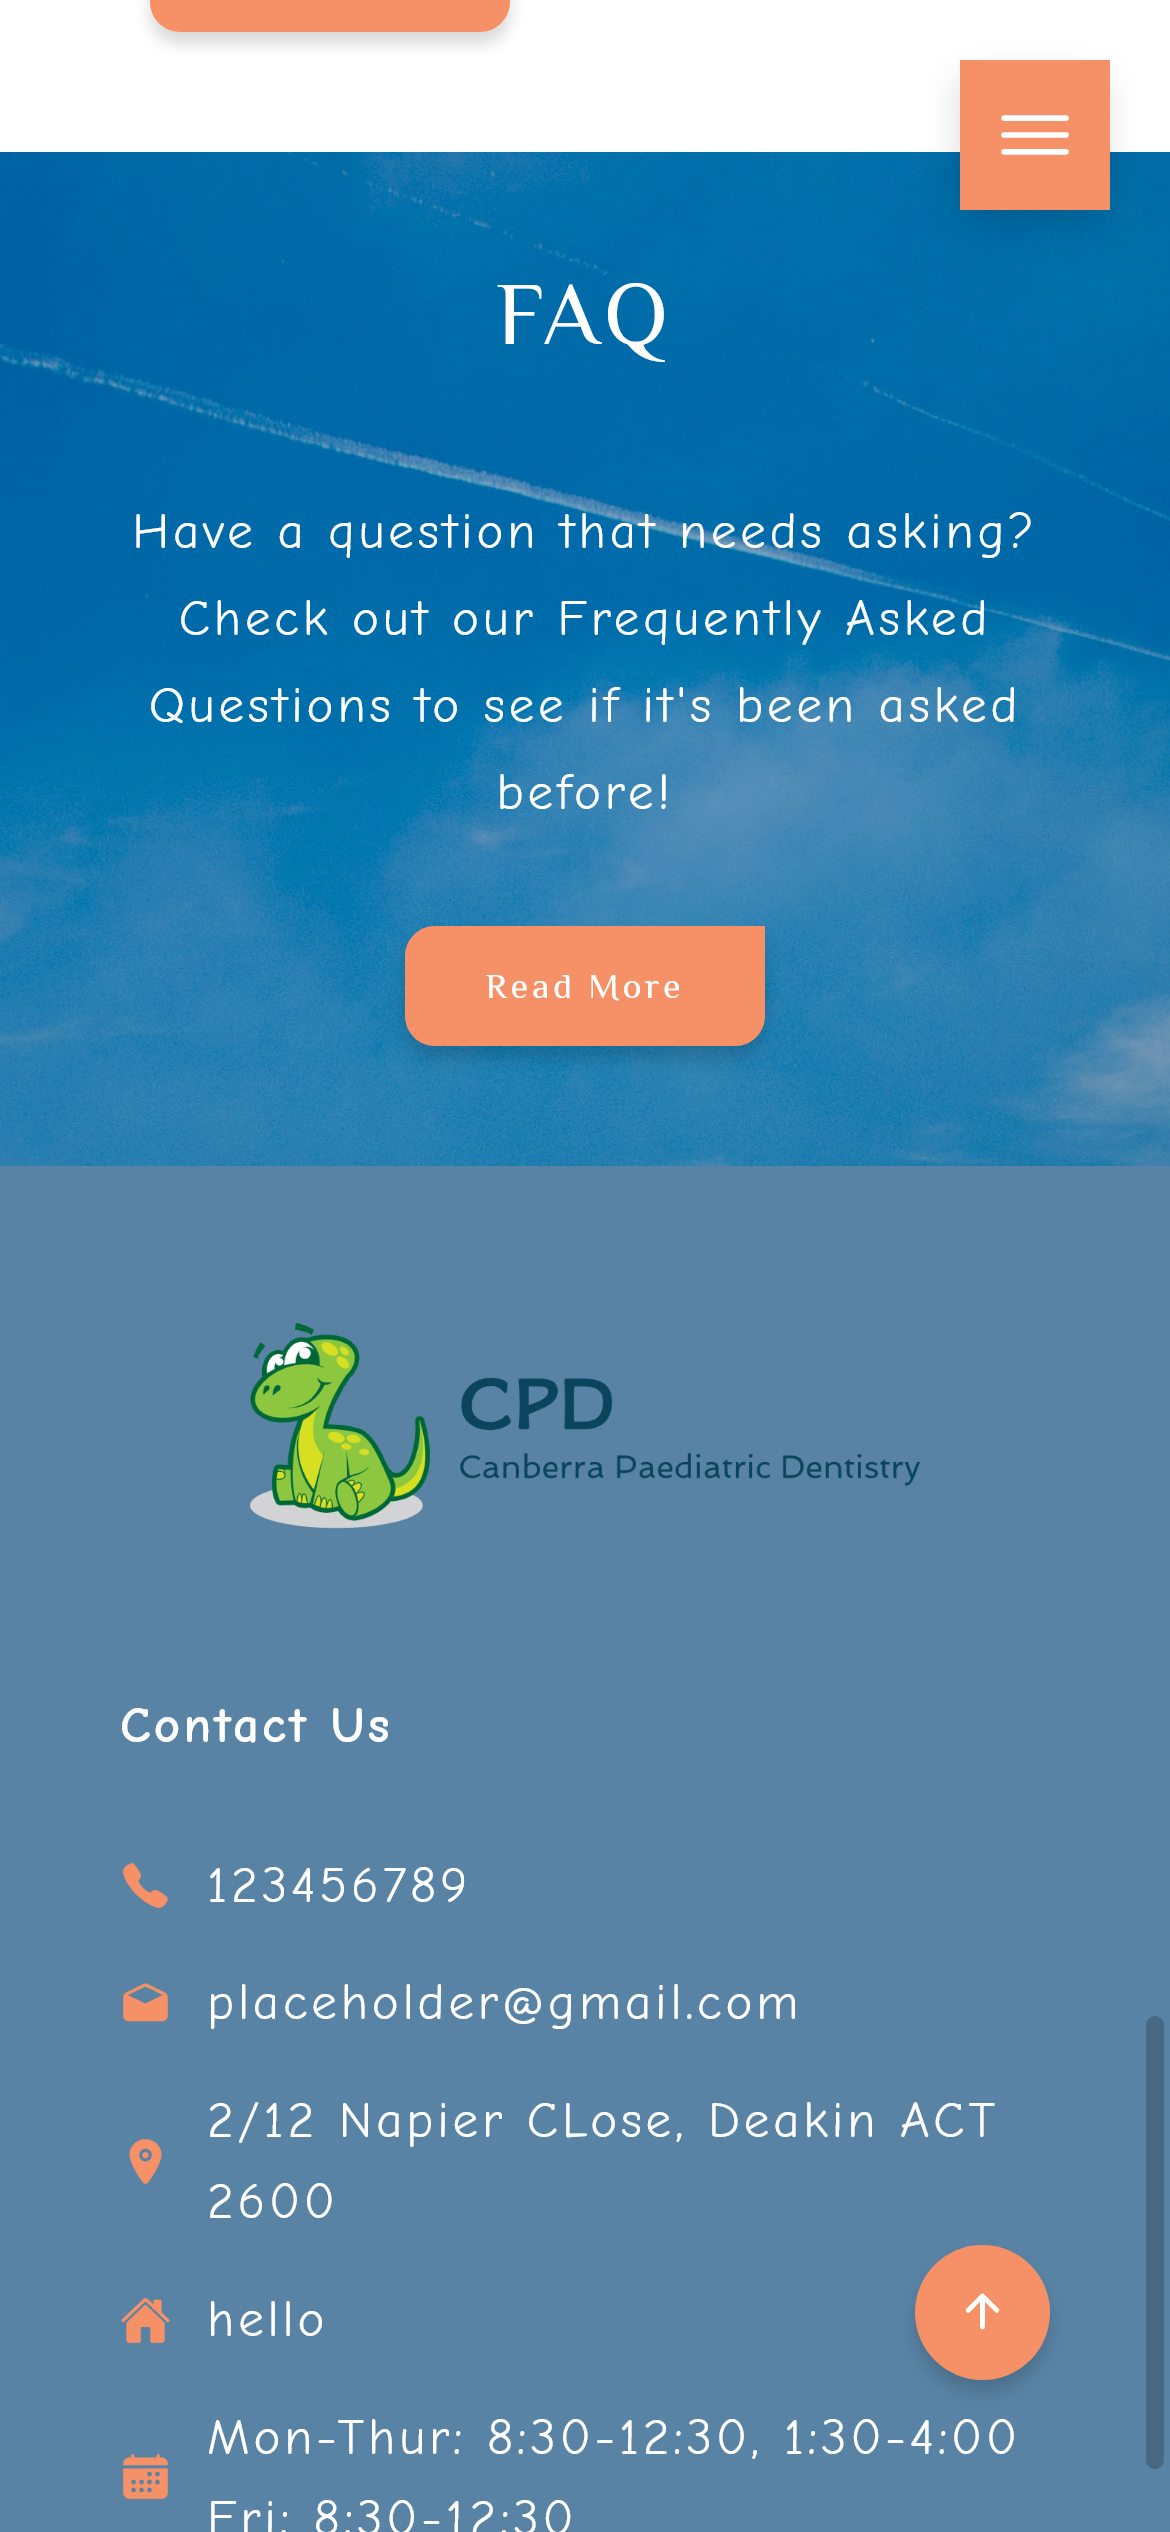 FAQ
Have a question that needs asking?
Check out our Frequently Asked
Questions to see if it's been asked
before!
Read More
CPD
Canberra Paediatric Dentistry
Contact Us
123456789
placeholder@gmail.com
2/12 Napier CLose, Deakin ACT
2600
hello
Mon-Thur: 8:30-12:30, 1:30-4:00
Fri: 8:30-12:30